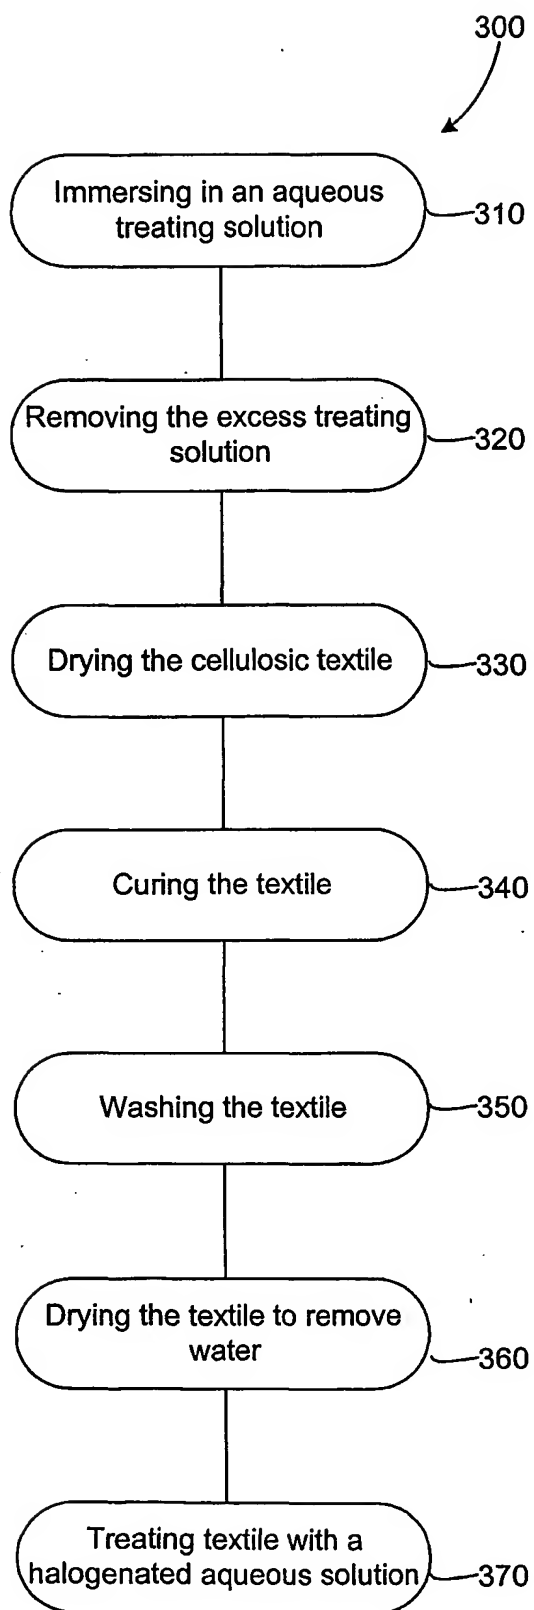 300
Immersing in an aqueous
treating solution
310
Removing the excess treating
solution
320
Drying the cellulosic textile
330
Curing the textile
340
Washing the textile
350
Drying the textile to remove
water
360
Treating textile with a
halogenated aqueous solution
370